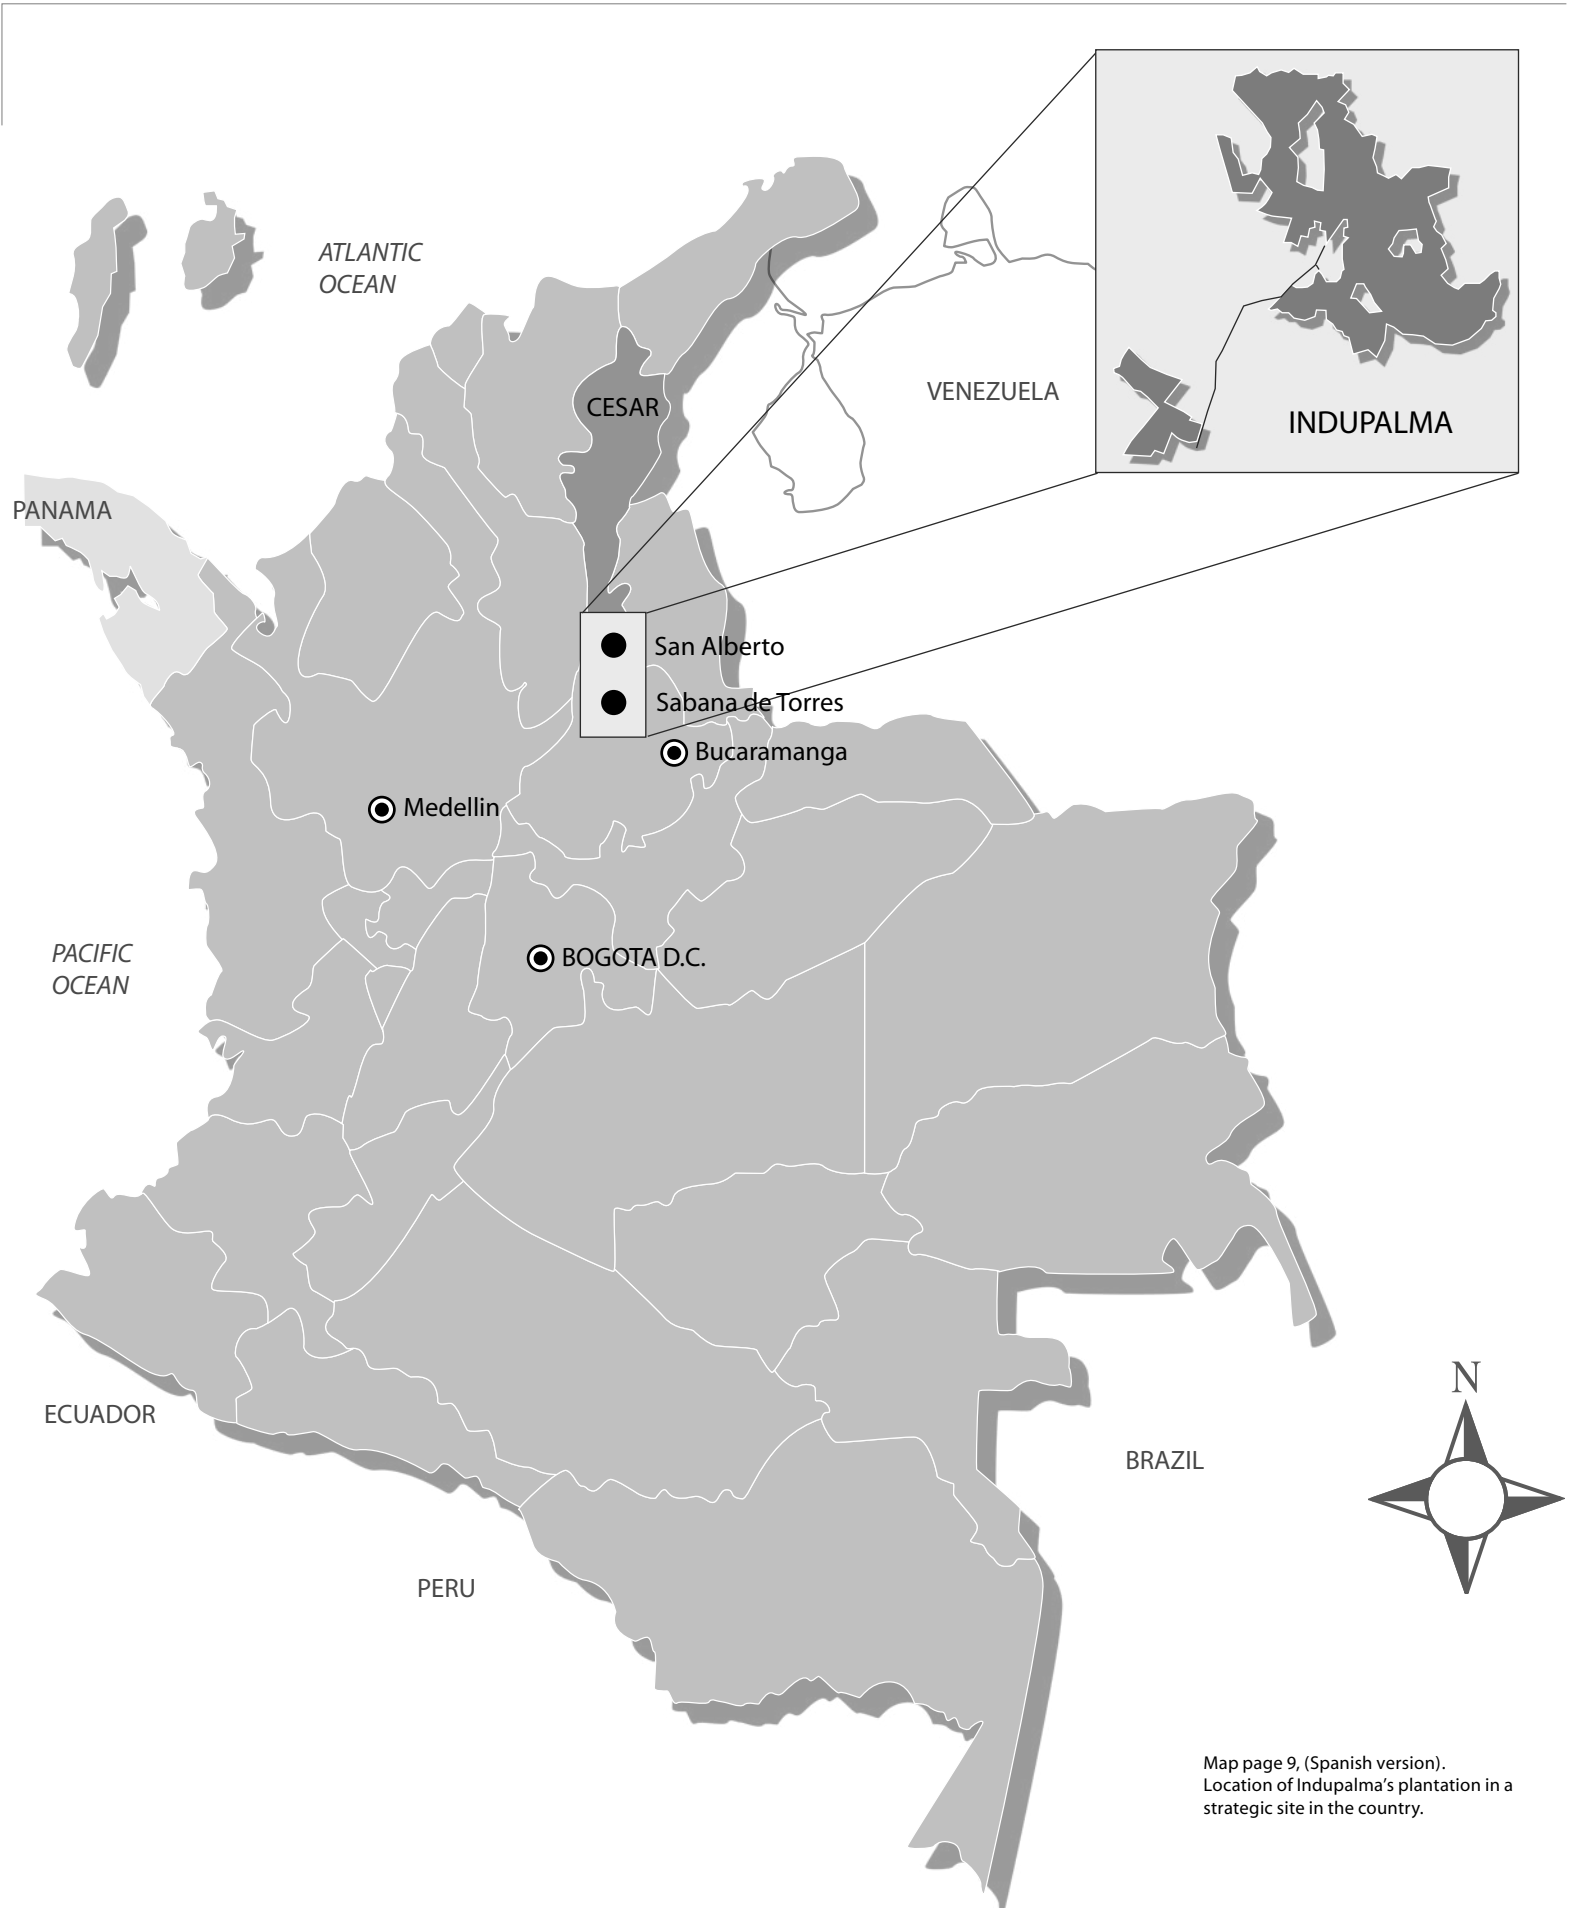 ATLANTIC
OCEAN
CESAR
VENEZUELA
INDUPALMA
PANAMA
San Alberto
Sabana de Torres
Bucaramanga
Medellin
PACIFIC
OCEAN
BOGOTA D.C.
N
ECUADOR
BRAZIL
PERU
Map page 9, (Spanish version).
Location of Indupalma's plantation in a
strategic site in the country.